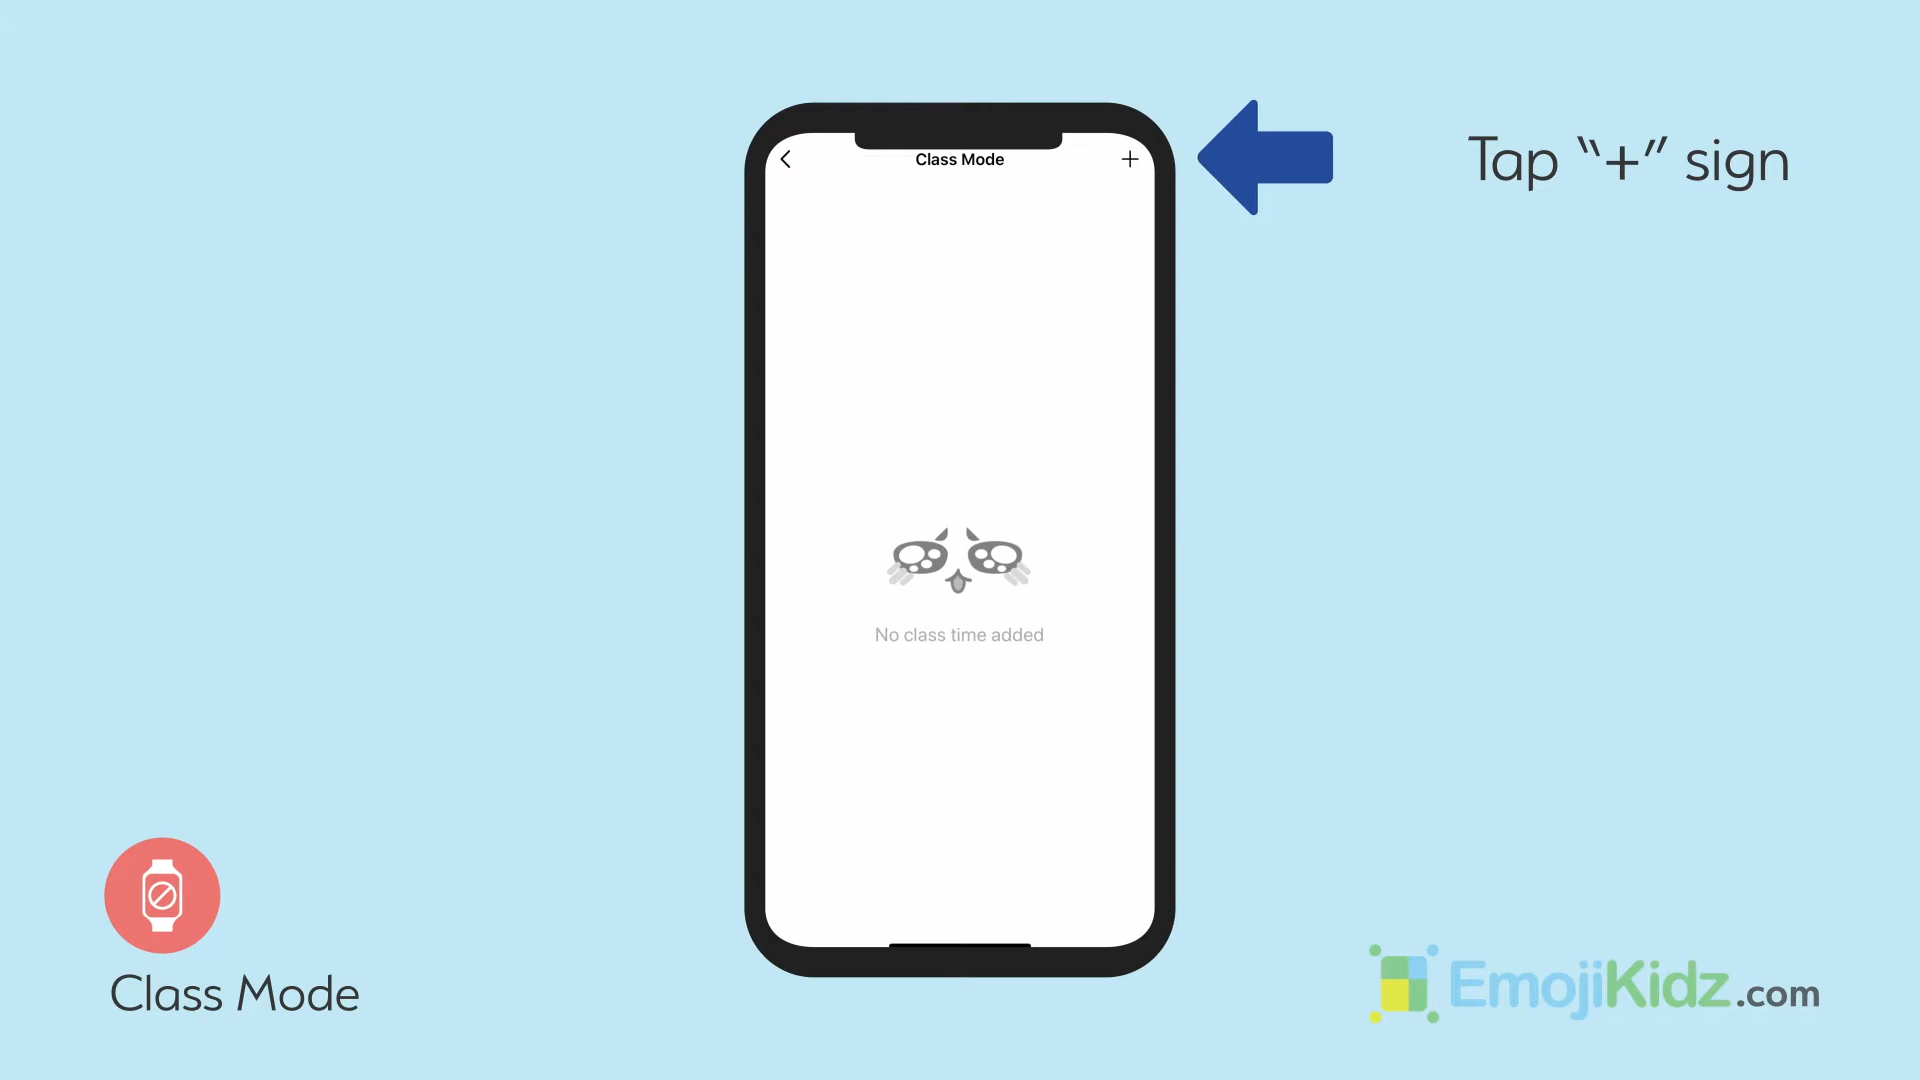 Class Mode
Tap “+” sign
No class time added
Class Mode
EmojiKidz.com